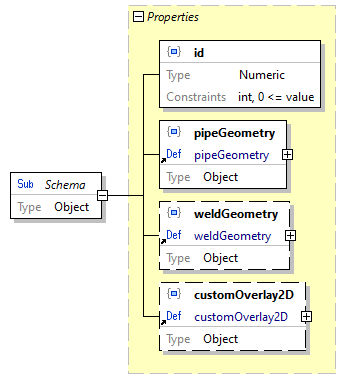 Properties
id
Type Numeric
Constraints int, 0 <= value
pipeGeometry
Def pipeGeometry
Type Object
Sub Schema
Type Object
weldGeometry
Def weldGeometry
Type Object
customOverlay2D
Def customOverlay2D
Type Object